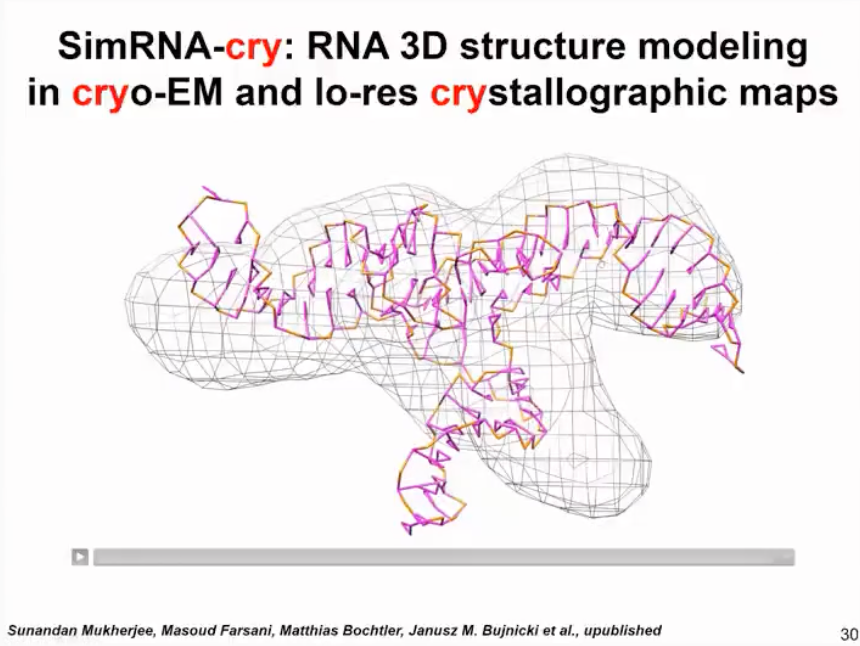 SimRNA-cry: RNA 3D structure modeling
in cryo-EM and lo-res crystallographic maps
Sunandan Mukherjee, Masoud Farsani, Matthias Bochtler, Janusz M. Bujnicki et al., upublished
30